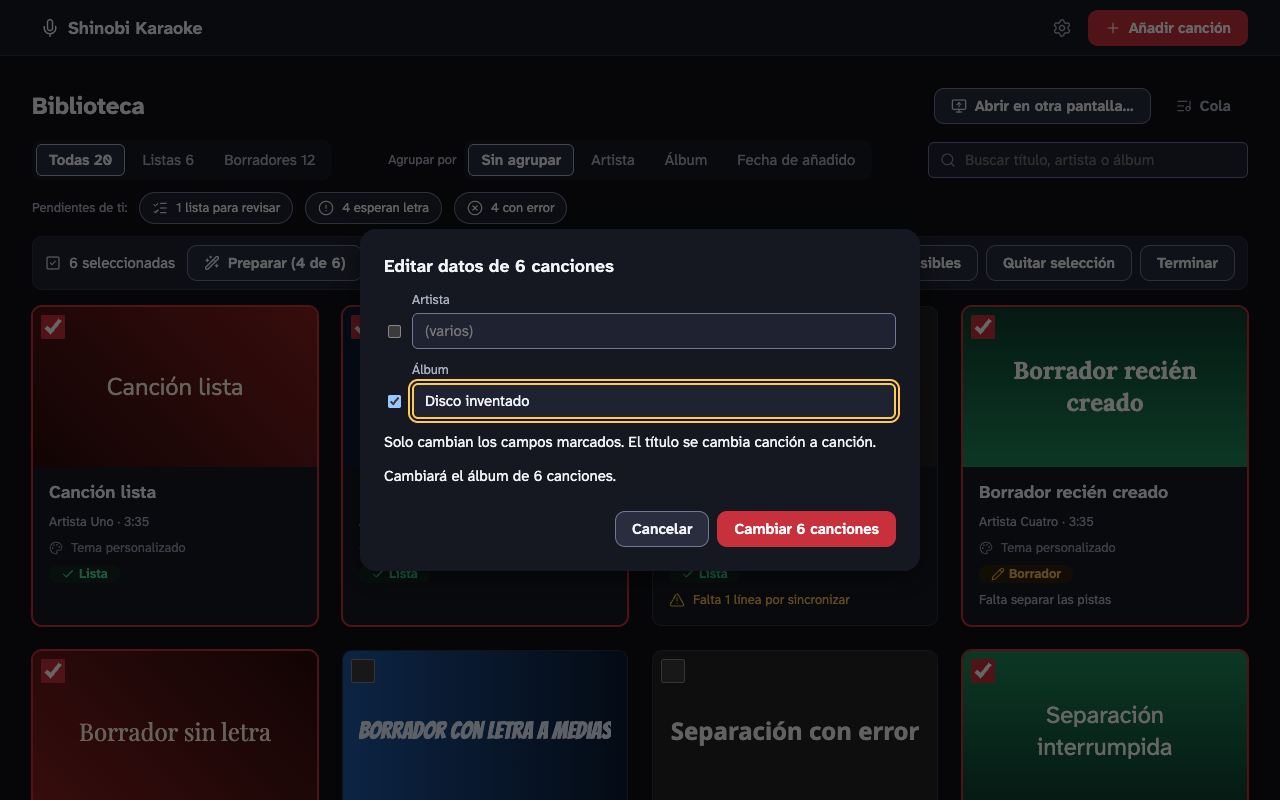 Shinobi Karaoke
Añadir canción
Biblioteca
Abrir en otra pantalla...
Cola
Todas 20
Listas 6
Borradores 12
Agrupar por
Sin agrupar
Artista
Álbum
Fecha de añadido
Buscar título, artista o álbum
Pendientes de ti:
1 lista para revisar
4 esperan letra
4 con error
6 seleccionadas
Preparar (4 de 6)
Quitar selección
Terminar
Editar datos de 6 canciones
Artista
(varios)
Álbum
Disco inventado
Solo cambian los campos marcados. El título se cambia canción a canción.
Cambiará el álbum de 6 canciones.
Cancelar
Cambiar 6 canciones
Canción lista
Canción lista
Artista Uno · 3:35
Tema personalizado
Lista
Lista
Lista
Falta 1 línea por sincronizar
Borrador recién
creado
Borrador recién creado
Artista Cuatro · 3:35
Tema personalizado
Borrador
Falta separar las pistas
Borrador sin letra
BORRADOR CON LETRA A MEDIAS
Separación con error
Separación
interrumpida